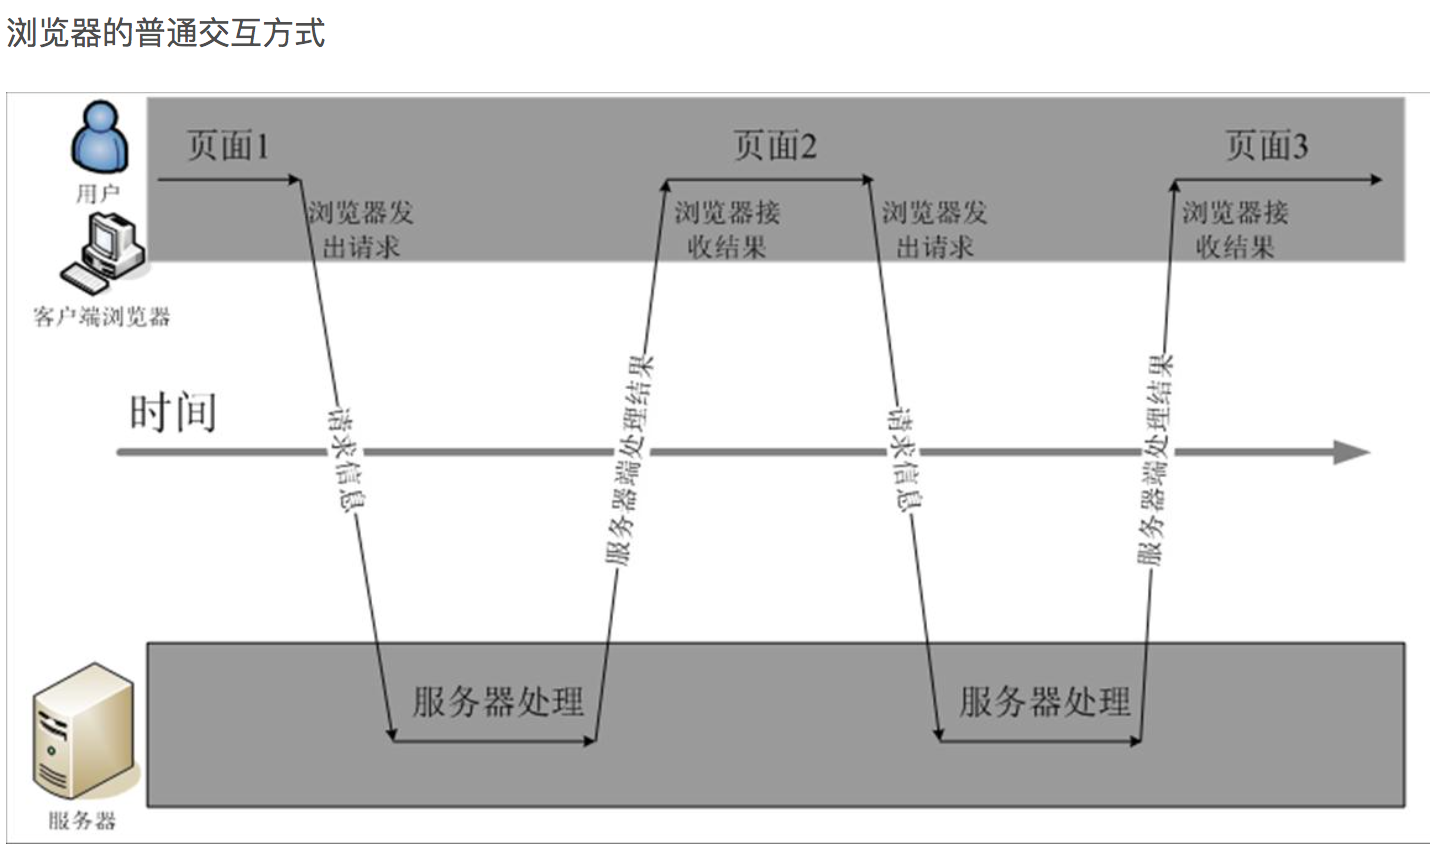 浏览器的普通交互方式
用户
客户端浏览器
页面1
浏览器发
出请求
页面2
浏览器接
收结果
浏览器发
出请求
页面3
浏览器接
收结果
时间
请求信息
服务器端处理结果
请求信息
服务器端处理结果
服务器处理
服务器处理
服务器